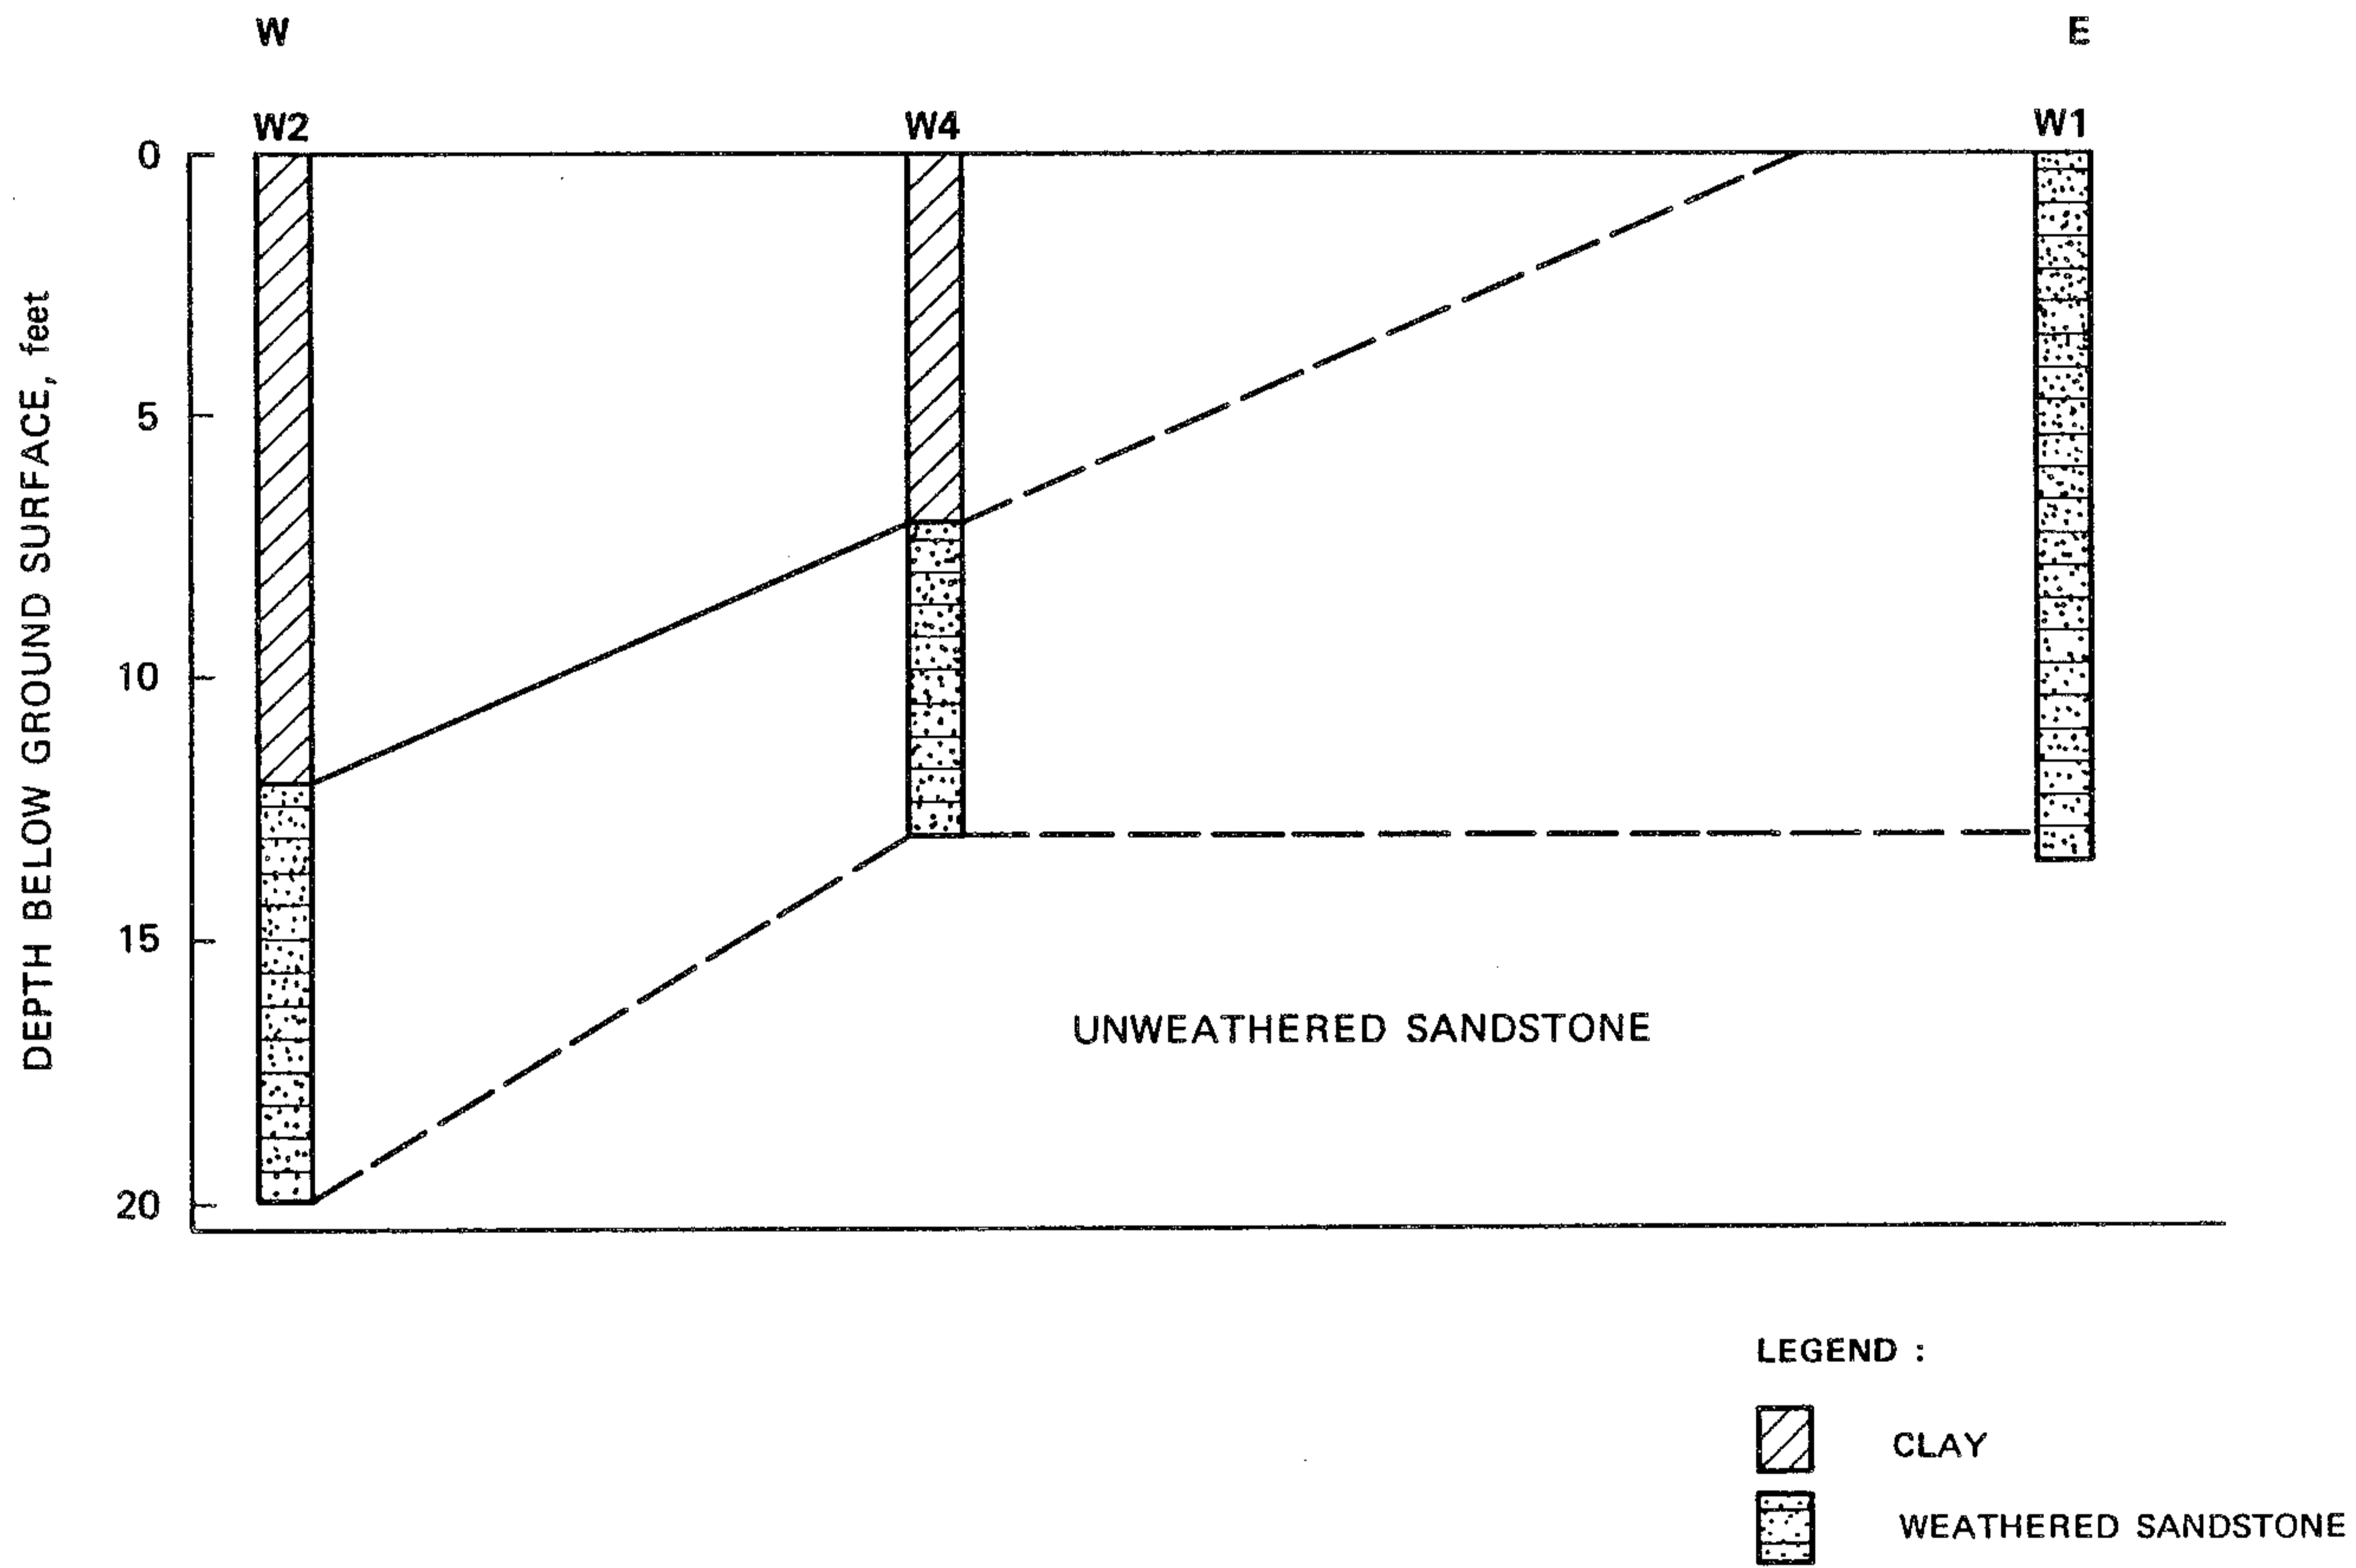 W E
W2 W4 W1
0
5
10
15
20
DEPTH BELOW GROUND SURFACE, feet
UNWEATHERED SANDSTONE
LEGEND :
CLAY
WEATHERED SANDSTONE